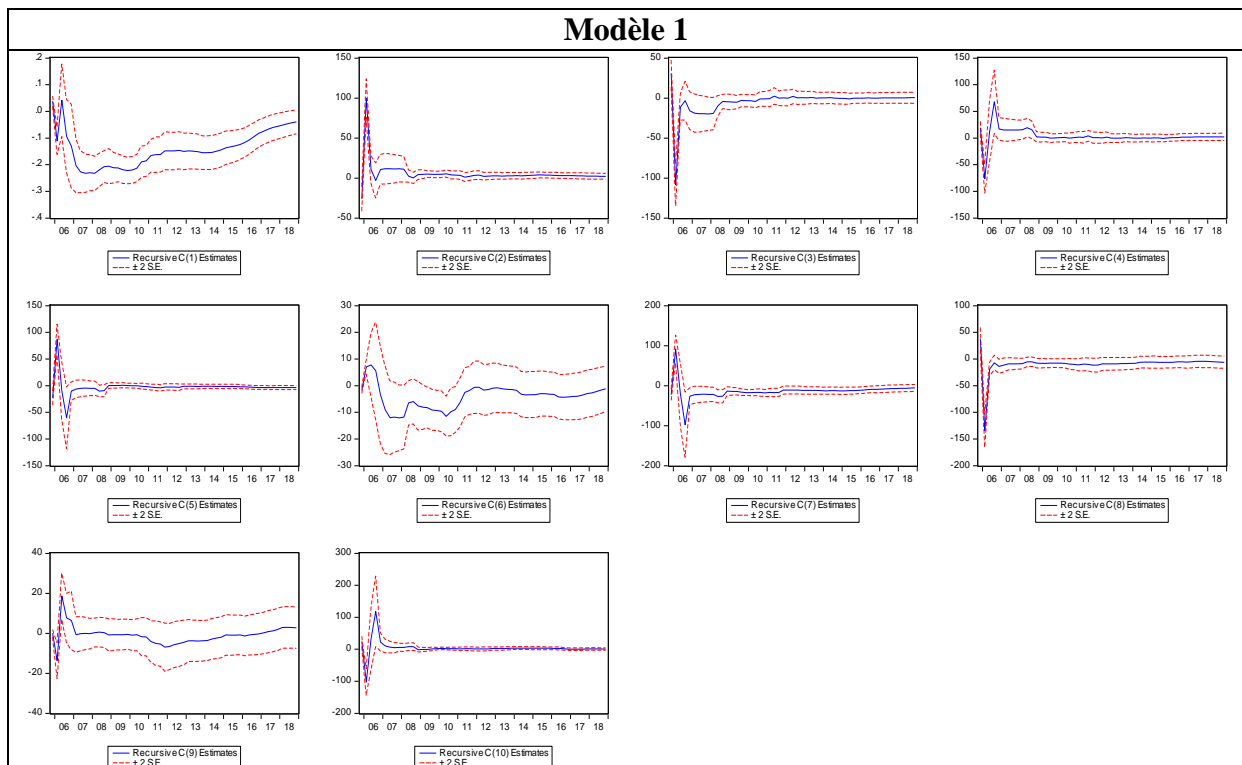 Modèle 1
.2
.1
.0
-.1
-.2
-.3
-.4
06 07 08 09 10 11 12 13 14 15 16 17 18
Recursive C(1) Estimates
± 2 S.E.
150
100
50
0
-50
06 07 08 09 10 11 12 13 14 15 16 17 18
Recursive C(2) Estimates
± 2 S.E.
50
0
-50
-100
-150
06 07 08 09 10 11 12 13 14 15 16 17 18
Recursive C(3) Estimates
± 2 S.E.
150
100
50
0
-50
-100
-150
06 07 08 09 10 11 12 13 14 15 16 17 18
Recursive C(4) Estimates
± 2 S.E.
150
100
50
0
-50
-100
-150
06 07 08 09 10 11 12 13 14 15 16 17 18
Recursive C(5) Estimates
± 2 S.E.
30
20
10
0
-10
-20
-30
06 07 08 09 10 11 12 13 14 15 16 17 18
Recursive C(6) Estimates
± 2 S.E.
200
100
0
-100
-200
06 07 08 09 10 11 12 13 14 15 16 17 18
Recursive C(7) Estimates
± 2 S.E.
100
50
0
-50
-100
-150
-200
06 07 08 09 10 11 12 13 14 15 16 17 18
Recursive C(8) Estimates
± 2 S.E.
40
20
0
-20
-40
06 07 08 09 10 11 12 13 14 15 16 17 18
Recursive C(9) Estimates
± 2 S.E.
300
200
100
0
-100
-200
06 07 08 09 10 11 12 13 14 15 16 17 18
Recursive C(10) Estimates
± 2 S.E.